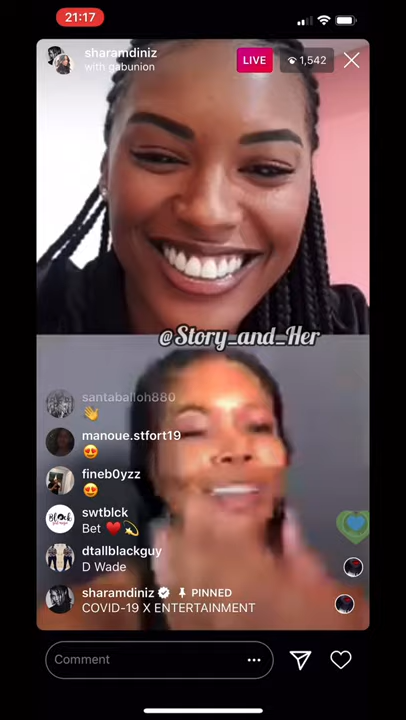 21:17
sharamdiniz
with gabunion
LIVE
1,542
@Story_and_Her
santaballoh880
👋
manoue.stfort19
😍
fineb0yzz
😍
swtblck
Bet ❤️💫
dtallblackguy
D Wade
sharamdiniz PINNED
COVID-19 X ENTERTAINMENT
Comment